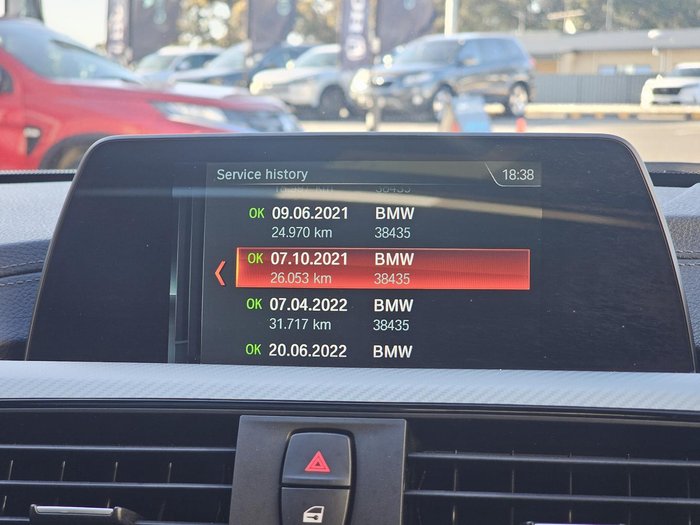 Service history 18:38
38435
OK 09.06.2021 BMW
24.970 km 38435
OK 07.10.2021 BMW
26.053 km 38435
OK 07.04.2022 BMW
31.717 km 38435
OK 20.06.2022 BMW